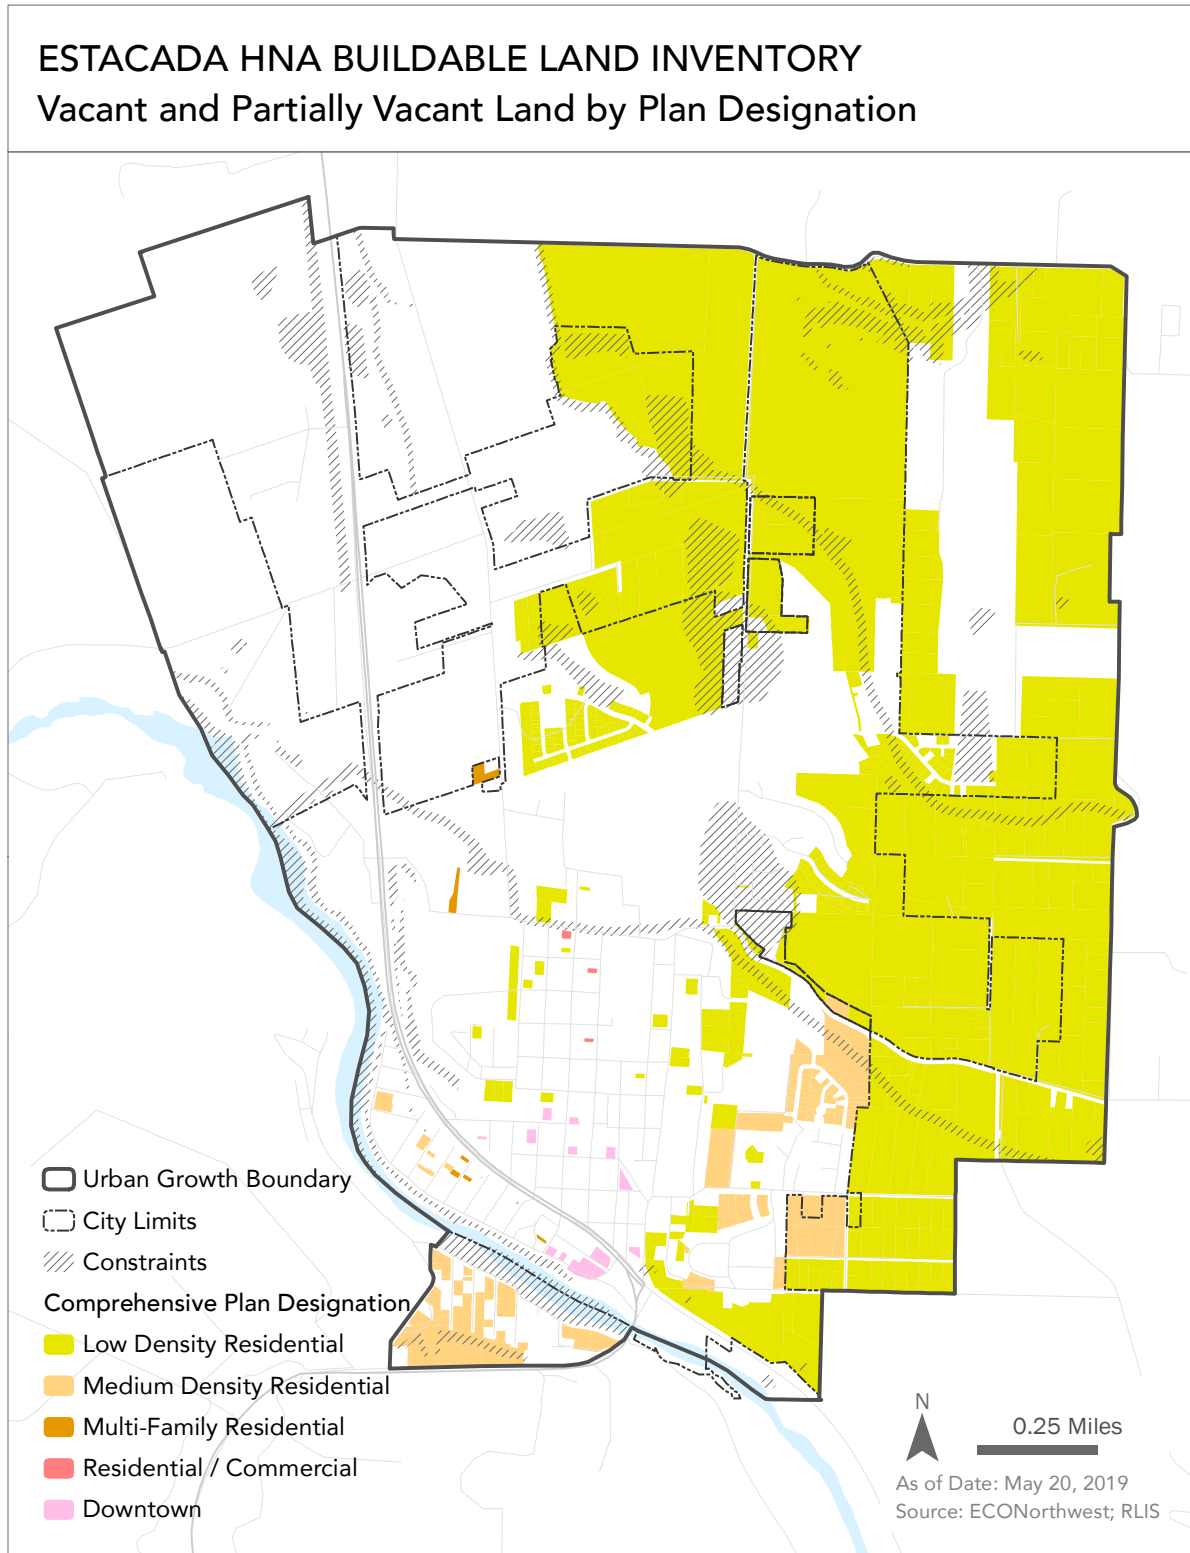 ESTACADA HNA BUILDABLE LAND INVENTORY
Vacant and Partially Vacant Land by Plan Designation
Urban Growth Boundary
City Limits
Constraints
Comprehensive Plan Designation
Low Density Residential
Medium Density Residential
Multi-Family Residential
Residential / Commercial
Downtown
N
0.25 Miles
As of Date: May 20, 2019
Source: ECONorthwest; RLIS